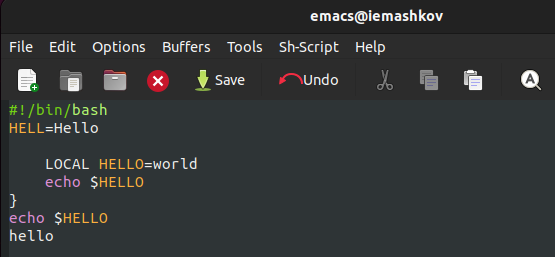 emacs@iemashkov
File Edit Options Buffers Tools Sh-Script Help
Save Undo
#!/bin/bash
HELL=Hello

    LOCAL HELLO=world
    echo $HELLO
}
echo $HELLO
hello